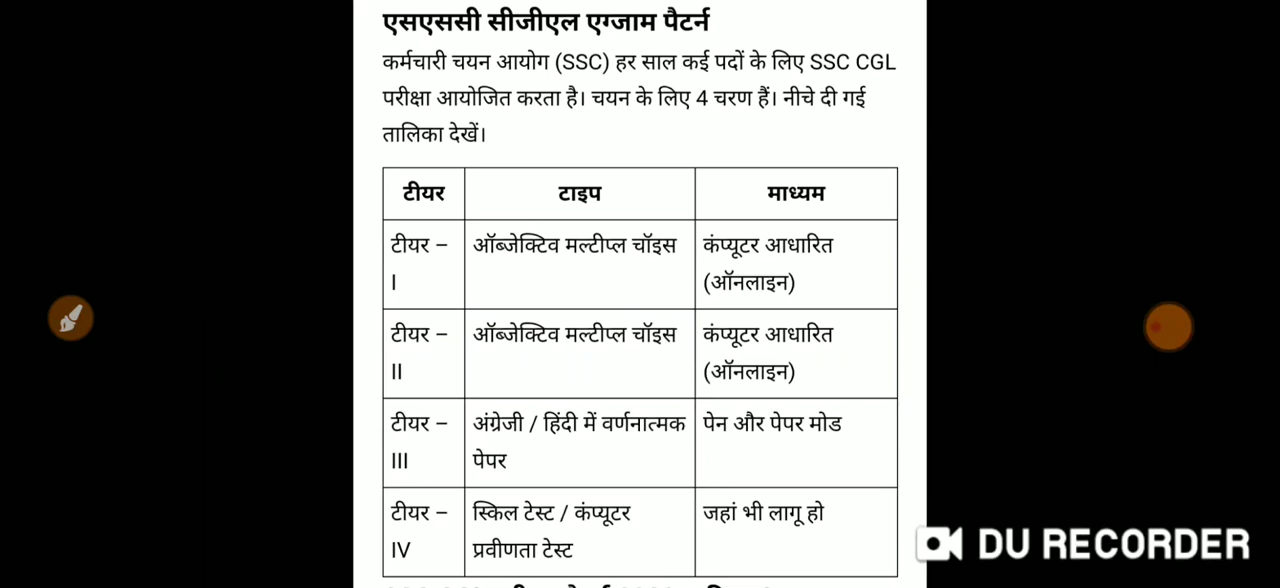 एसएससी सीजीएल एग्जाम पैटर्न
कर्मचारी चयन आयोग (SSC) हर साल कई पदों के लिए SSC CGL
परीक्षा आयोजित करता है। चयन के लिए 4 चरण हैं। नीचे दी गई
तालिका देखें।
टीयर टाइप माध्यम
टीयर – ऑब्जेक्टिव मल्टीप्ल चॉइस कंप्यूटर आधारित
I (ऑनलाइन)
टीयर – ऑब्जेक्टिव मल्टीप्ल चॉइस कंप्यूटर आधारित
II (ऑनलाइन)
टीयर – अंग्रेजी / हिंदी में वर्णनात्मक पेन और पेपर मोड
III पेपर
टीयर – स्किल टेस्ट / कंप्यूटर जहां भी लागू हो
IV प्रवीणता टेस्ट
DU RECORDER